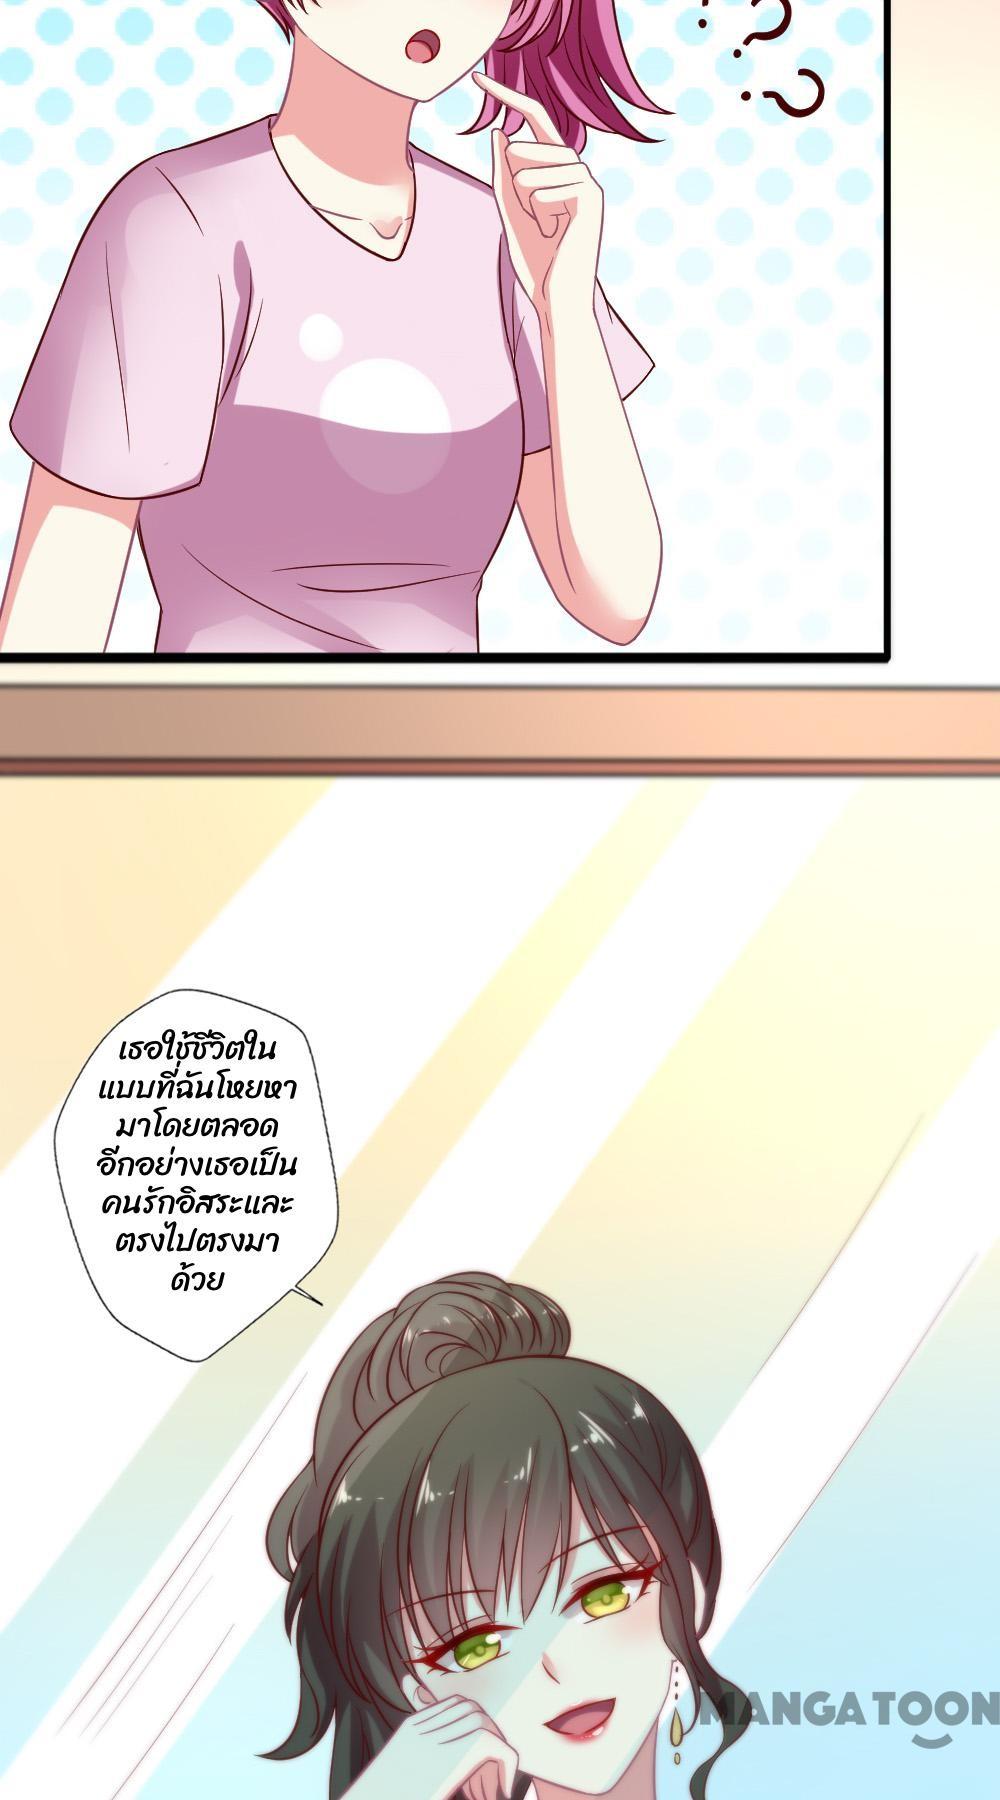 ? ?
เธอใช้ชีวิตใน
แบบที่ฉันโหยหา
มาโดยตลอด
อีกอย่างเธอเป็น
คนรักอิสระและ
ตรงไปตรงมา
ด้วย
MANGA TOON